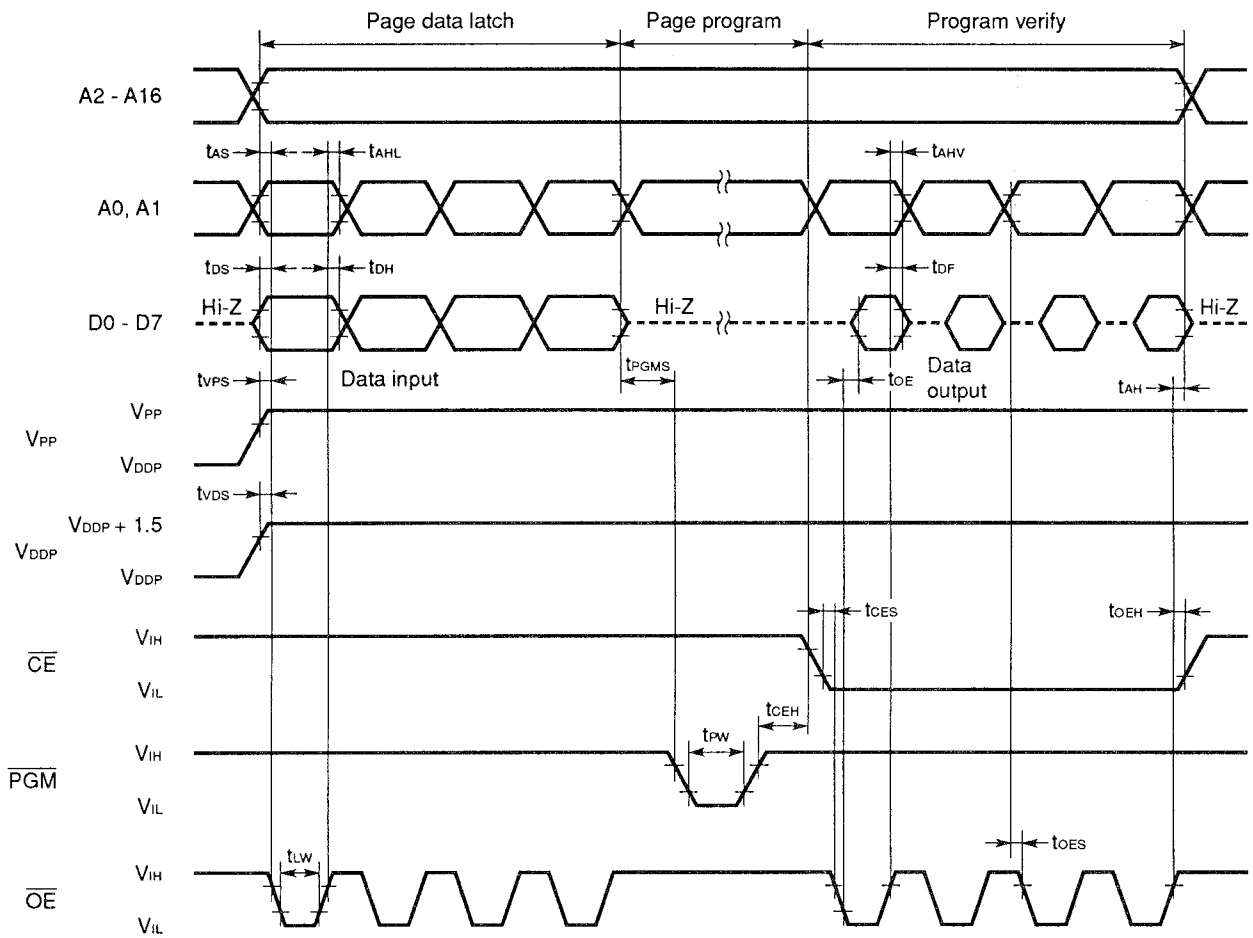 Page data latch Page program Program verify
A2 - A16
tAS tAHL tAHV
A0, A1
tDS tDH tDF
Hi-Z Hi-Z Hi-Z
D0 - D7
tVPS Data input tPGMS tOE Data output tAH
VPP
VPP
VDDP
tVDS
VDDP + 1.5
VDDP
VDDP
tCES tOEH
VIH
CE
VIL
tCEH
tPW
VIH
PGM
VIL
tLW tOES
VIH
OE
VIL